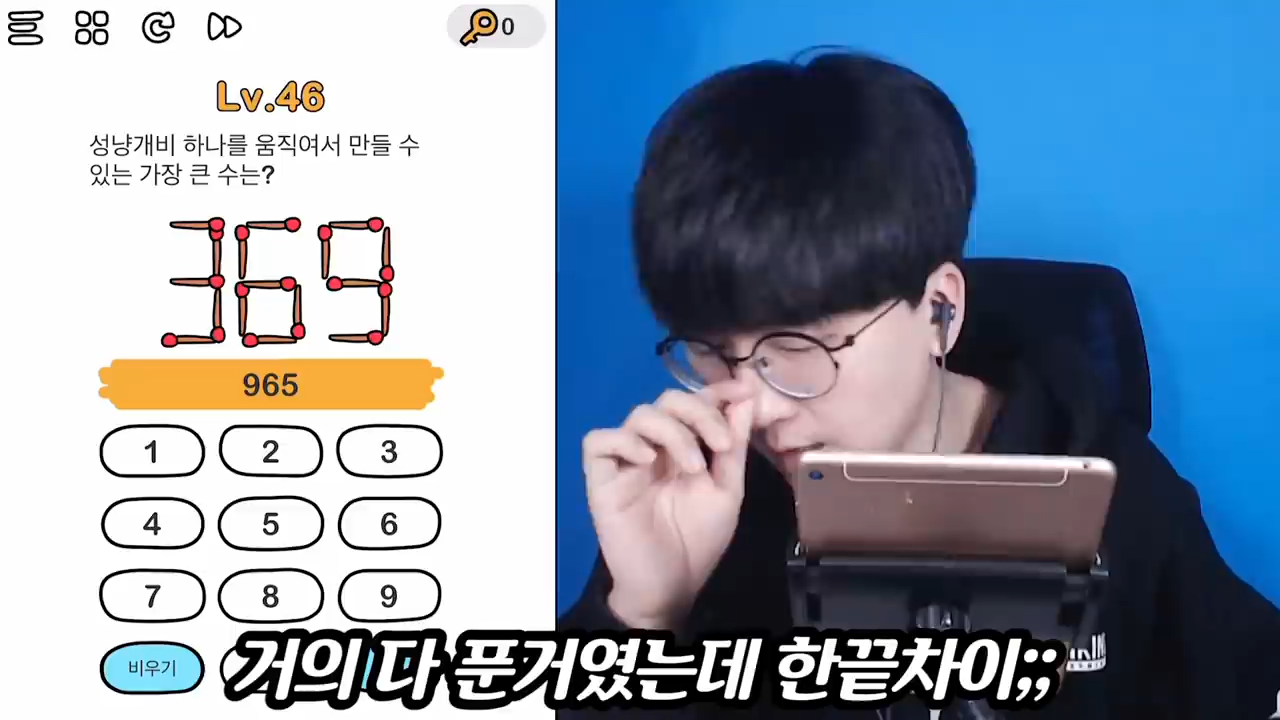 0
Lv.46
성냥개비 하나를 움직여서 만들 수
있는 가장 큰 수는?
369
965
1 2 3
4 5 6
7 8 9
비우기
거의 다 푼거였는데 한끝차이;;